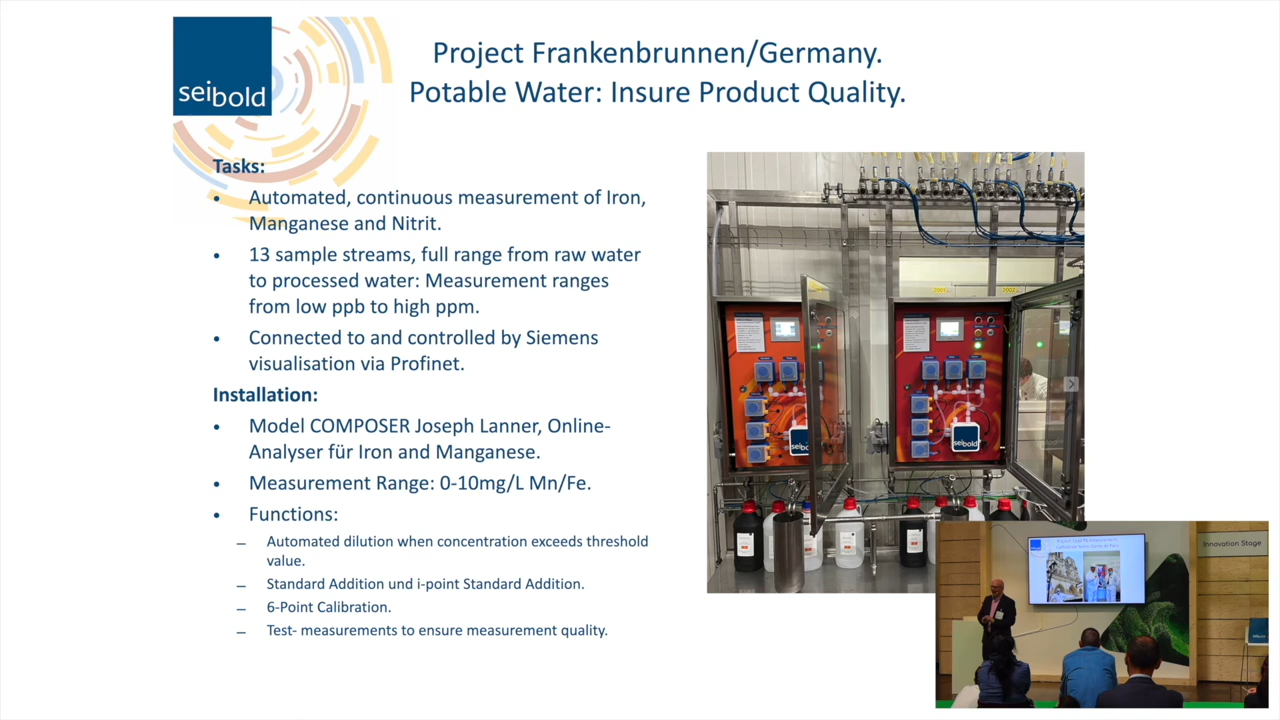 seibold
Project Frankenbrunnen/Germany.
Potable Water: Insure Product Quality.
Tasks:
• Automated, continuous measurement of Iron,
Manganese and Nitrit.
• 13 sample streams, full range from raw water
to processed water: Measurement ranges
from low ppb to high ppm.
• Connected to and controlled by Siemens
visualisation via Profinet.
Installation:
• Model COMPOSER Joseph Lanner, Online-
Analyser für Iron and Manganese.
• Measurement Range: 0-10mg/L Mn/Fe.
• Functions:
– Automated dilution when concentration exceeds threshold
value.
– Standard Addition und i-point Standard Addition.
– 6-Point Calibration.
– Test- measurements to ensure measurement quality.
2001
2002
seibold
seibold
Innovation Stage